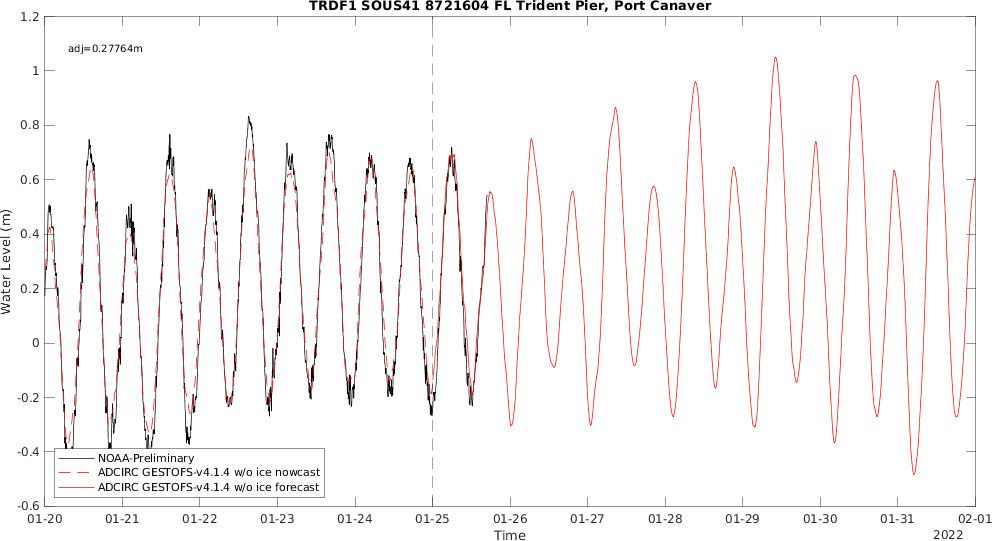 TRDF1 SOUS41 8721604 FL Trident Pier, Port Canaver
adj=0.27764m
1.2
1
0.8
0.6
0.4
0.2
0
-0.2
-0.4
-0.6
Water Level (m)
NOAA-Preliminary
ADCIRC GESTOFS-v4.1.4 w/o ice nowcast
ADCIRC GESTOFS-v4.1.4 w/o ice forecast
01-20 01-21 01-22 01-23 01-24 01-25 01-26 01-27 01-28 01-29 01-30 01-31 02-01
Time
2022